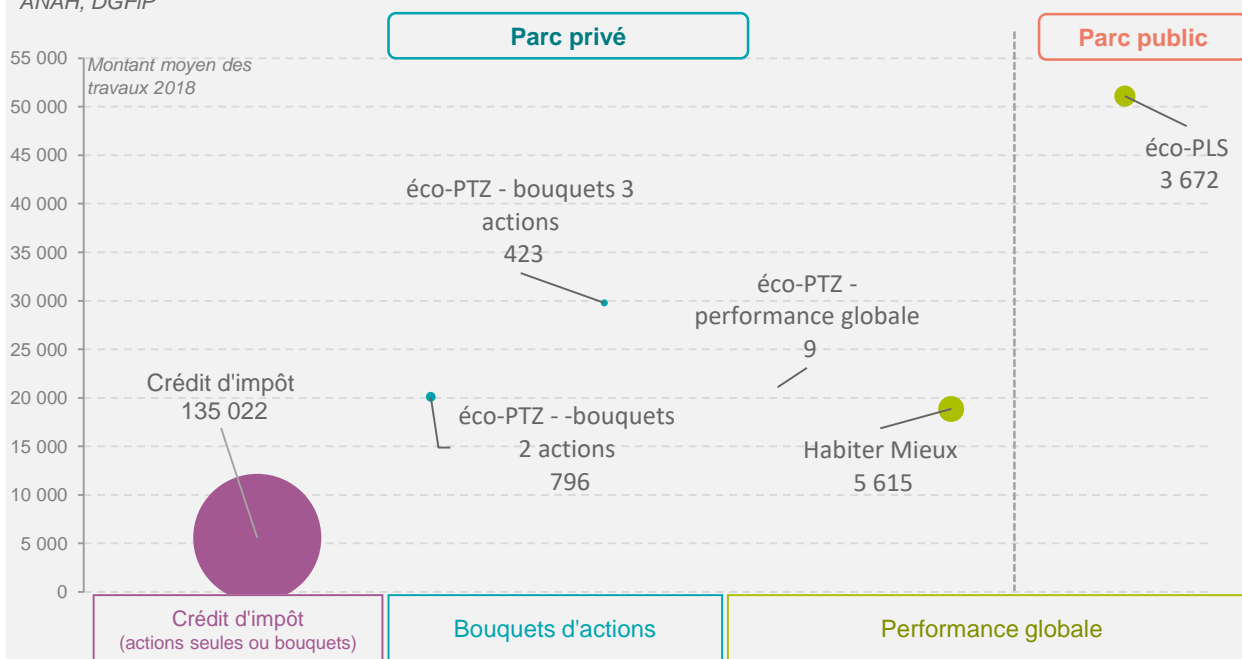 ANAH, DGFiP
Parc privé
Parc public
55 000
50 000
45 000
40 000
35 000
30 000
25 000
20 000
15 000
10 000
5 000
0
Montant moyen des
travaux 2018
éco-PLS
3 672
éco-PTZ - bouquets 3
actions
423
éco-PTZ -
performance globale
9
Crédit d'impôt
135 022
éco-PTZ - -bouquets
2 actions
796
Habiter Mieux
5 615
Crédit d'impôt
(actions seules ou bouquets)
Bouquets d'actions
Performance globale